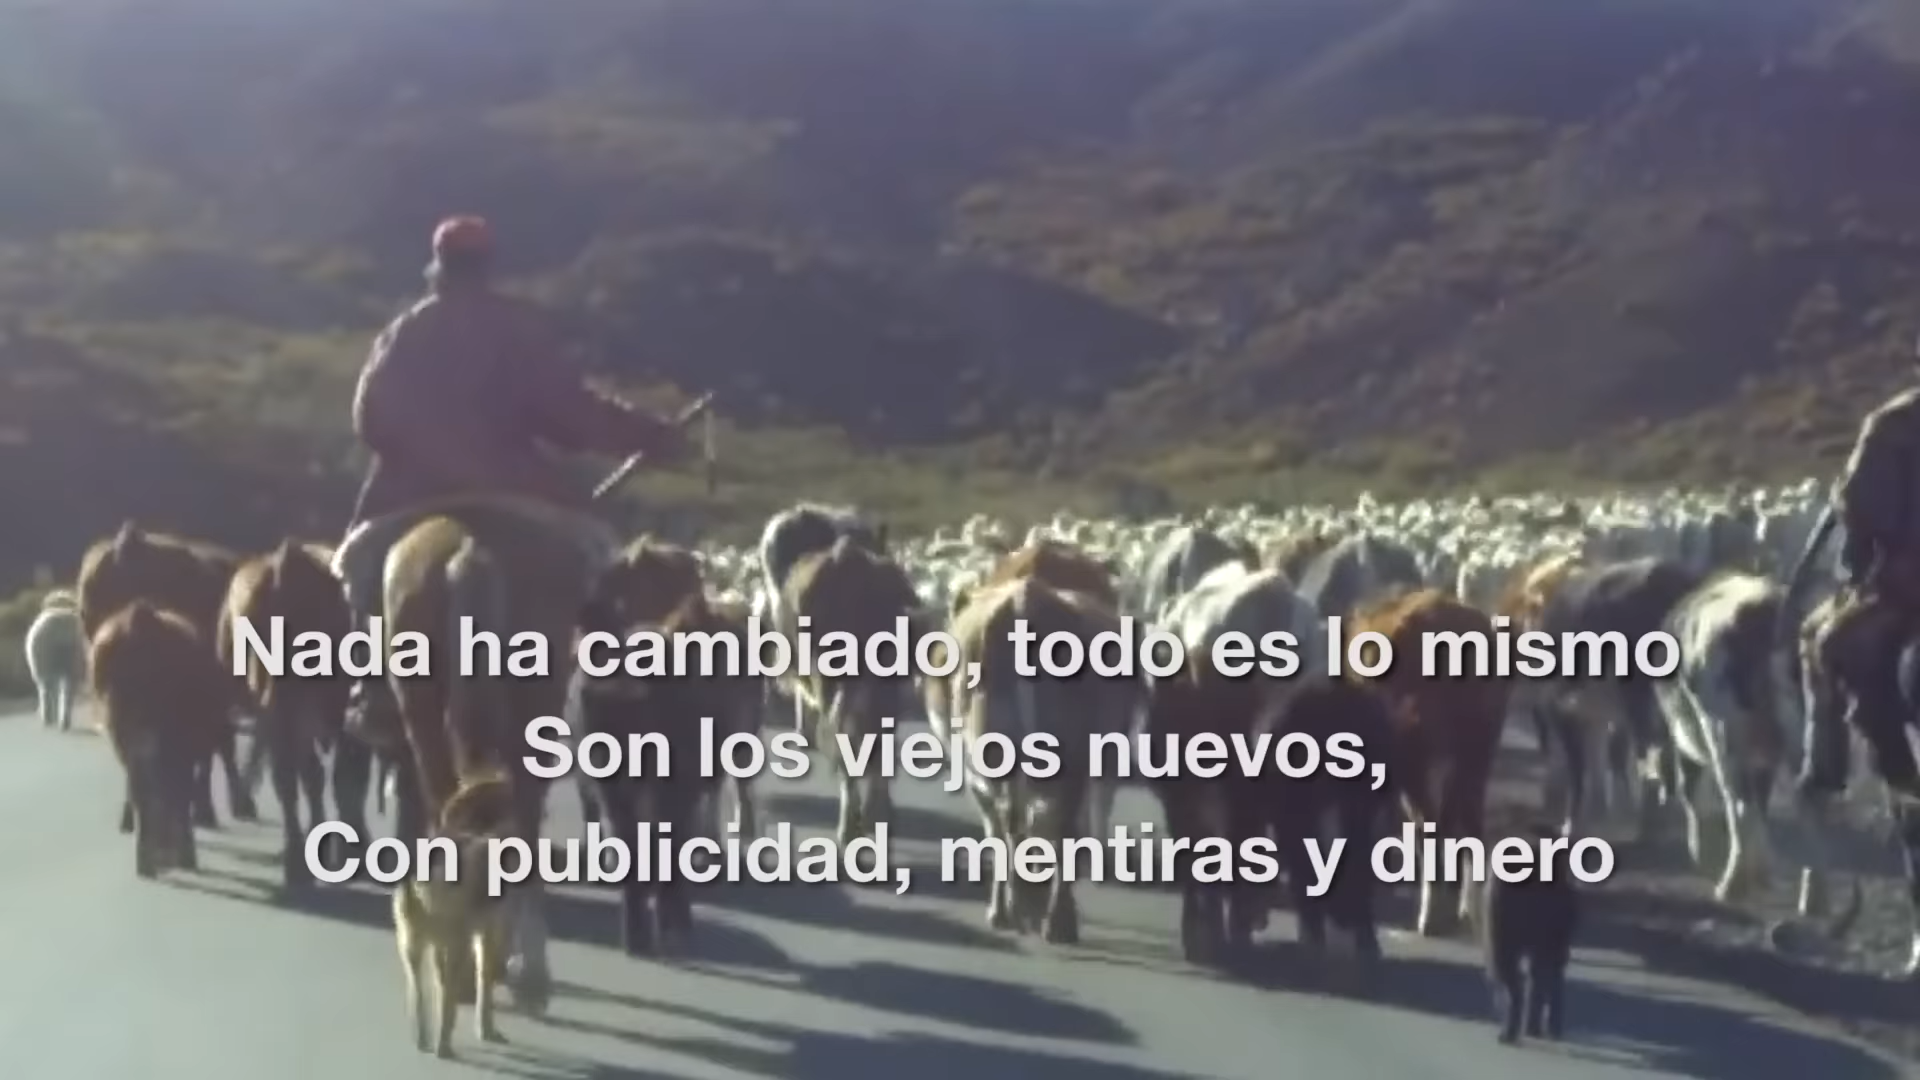 Nada ha cambiado, todo es lo mismo
Son los viejos nuevos,
Con publicidad, mentiras y dinero